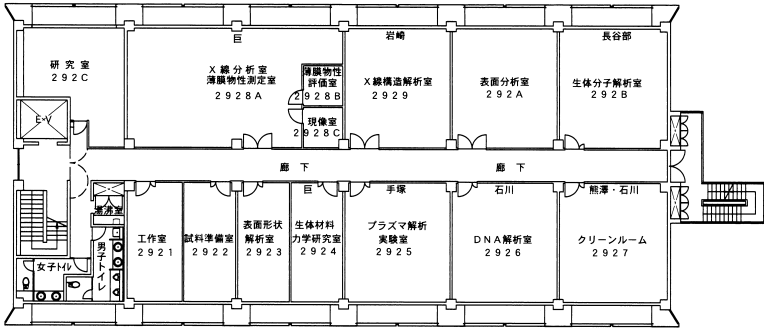 巨
岩崎
長谷部
研究室
292C
X線分析室
薄膜物性測定室
2928A
薄膜物性
評価室
2928B
現像室
2928C
X線構造解析室
2929
表面分析室
292A
生体分子解析室
292B
E-V
廊下
廊下
湯沸室
男子トイレ
女子トイレ
工作室
2921
試料準備室
2922
表面形状
解析室
2923
巨
生体材料
力学研究室
2924
手塚
プラズマ解析
実験室
2925
石川
DNA解析室
2926
熊澤・石川
クリーンルーム
2927